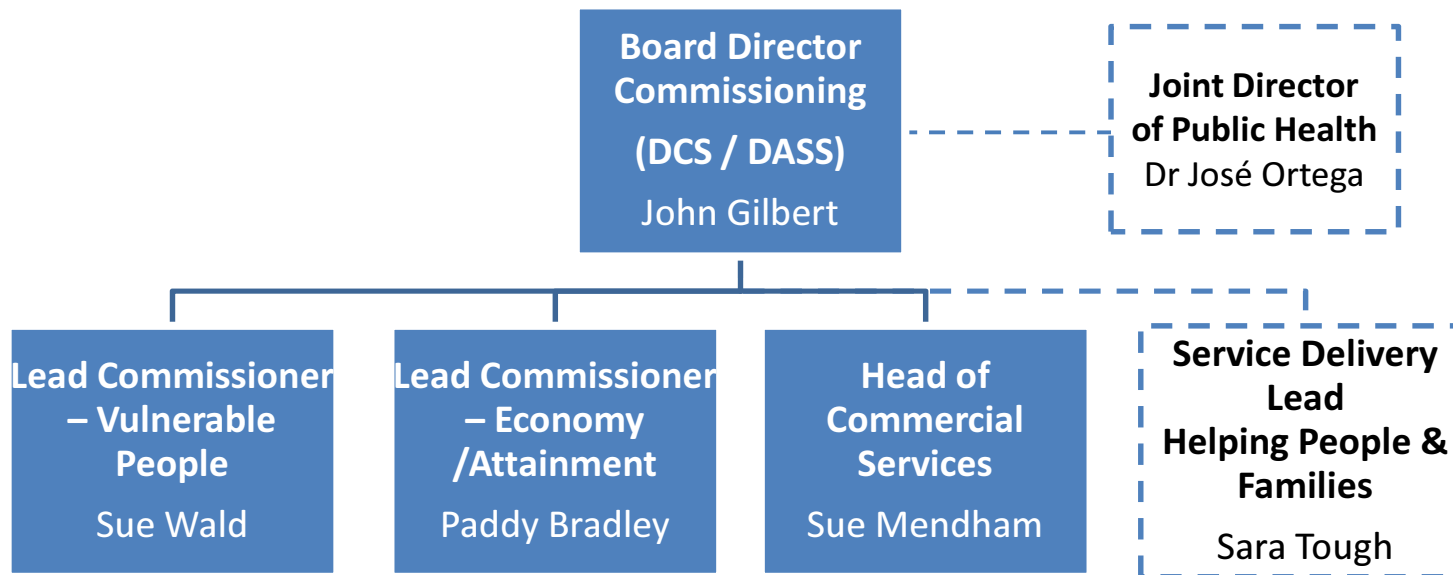 Board Director
Commissioning
(DCS / DASS)
John Gilbert
Joint Director
of Public Health
Dr José Ortega
Lead Commissioner
– Vulnerable
People
Sue Wald
Lead Commissioner
– Economy
/Attainment
Paddy Bradley
Head of
Commercial
Services
Sue Mendham
Service Delivery
Lead
Helping People &
Families
Sara Tough